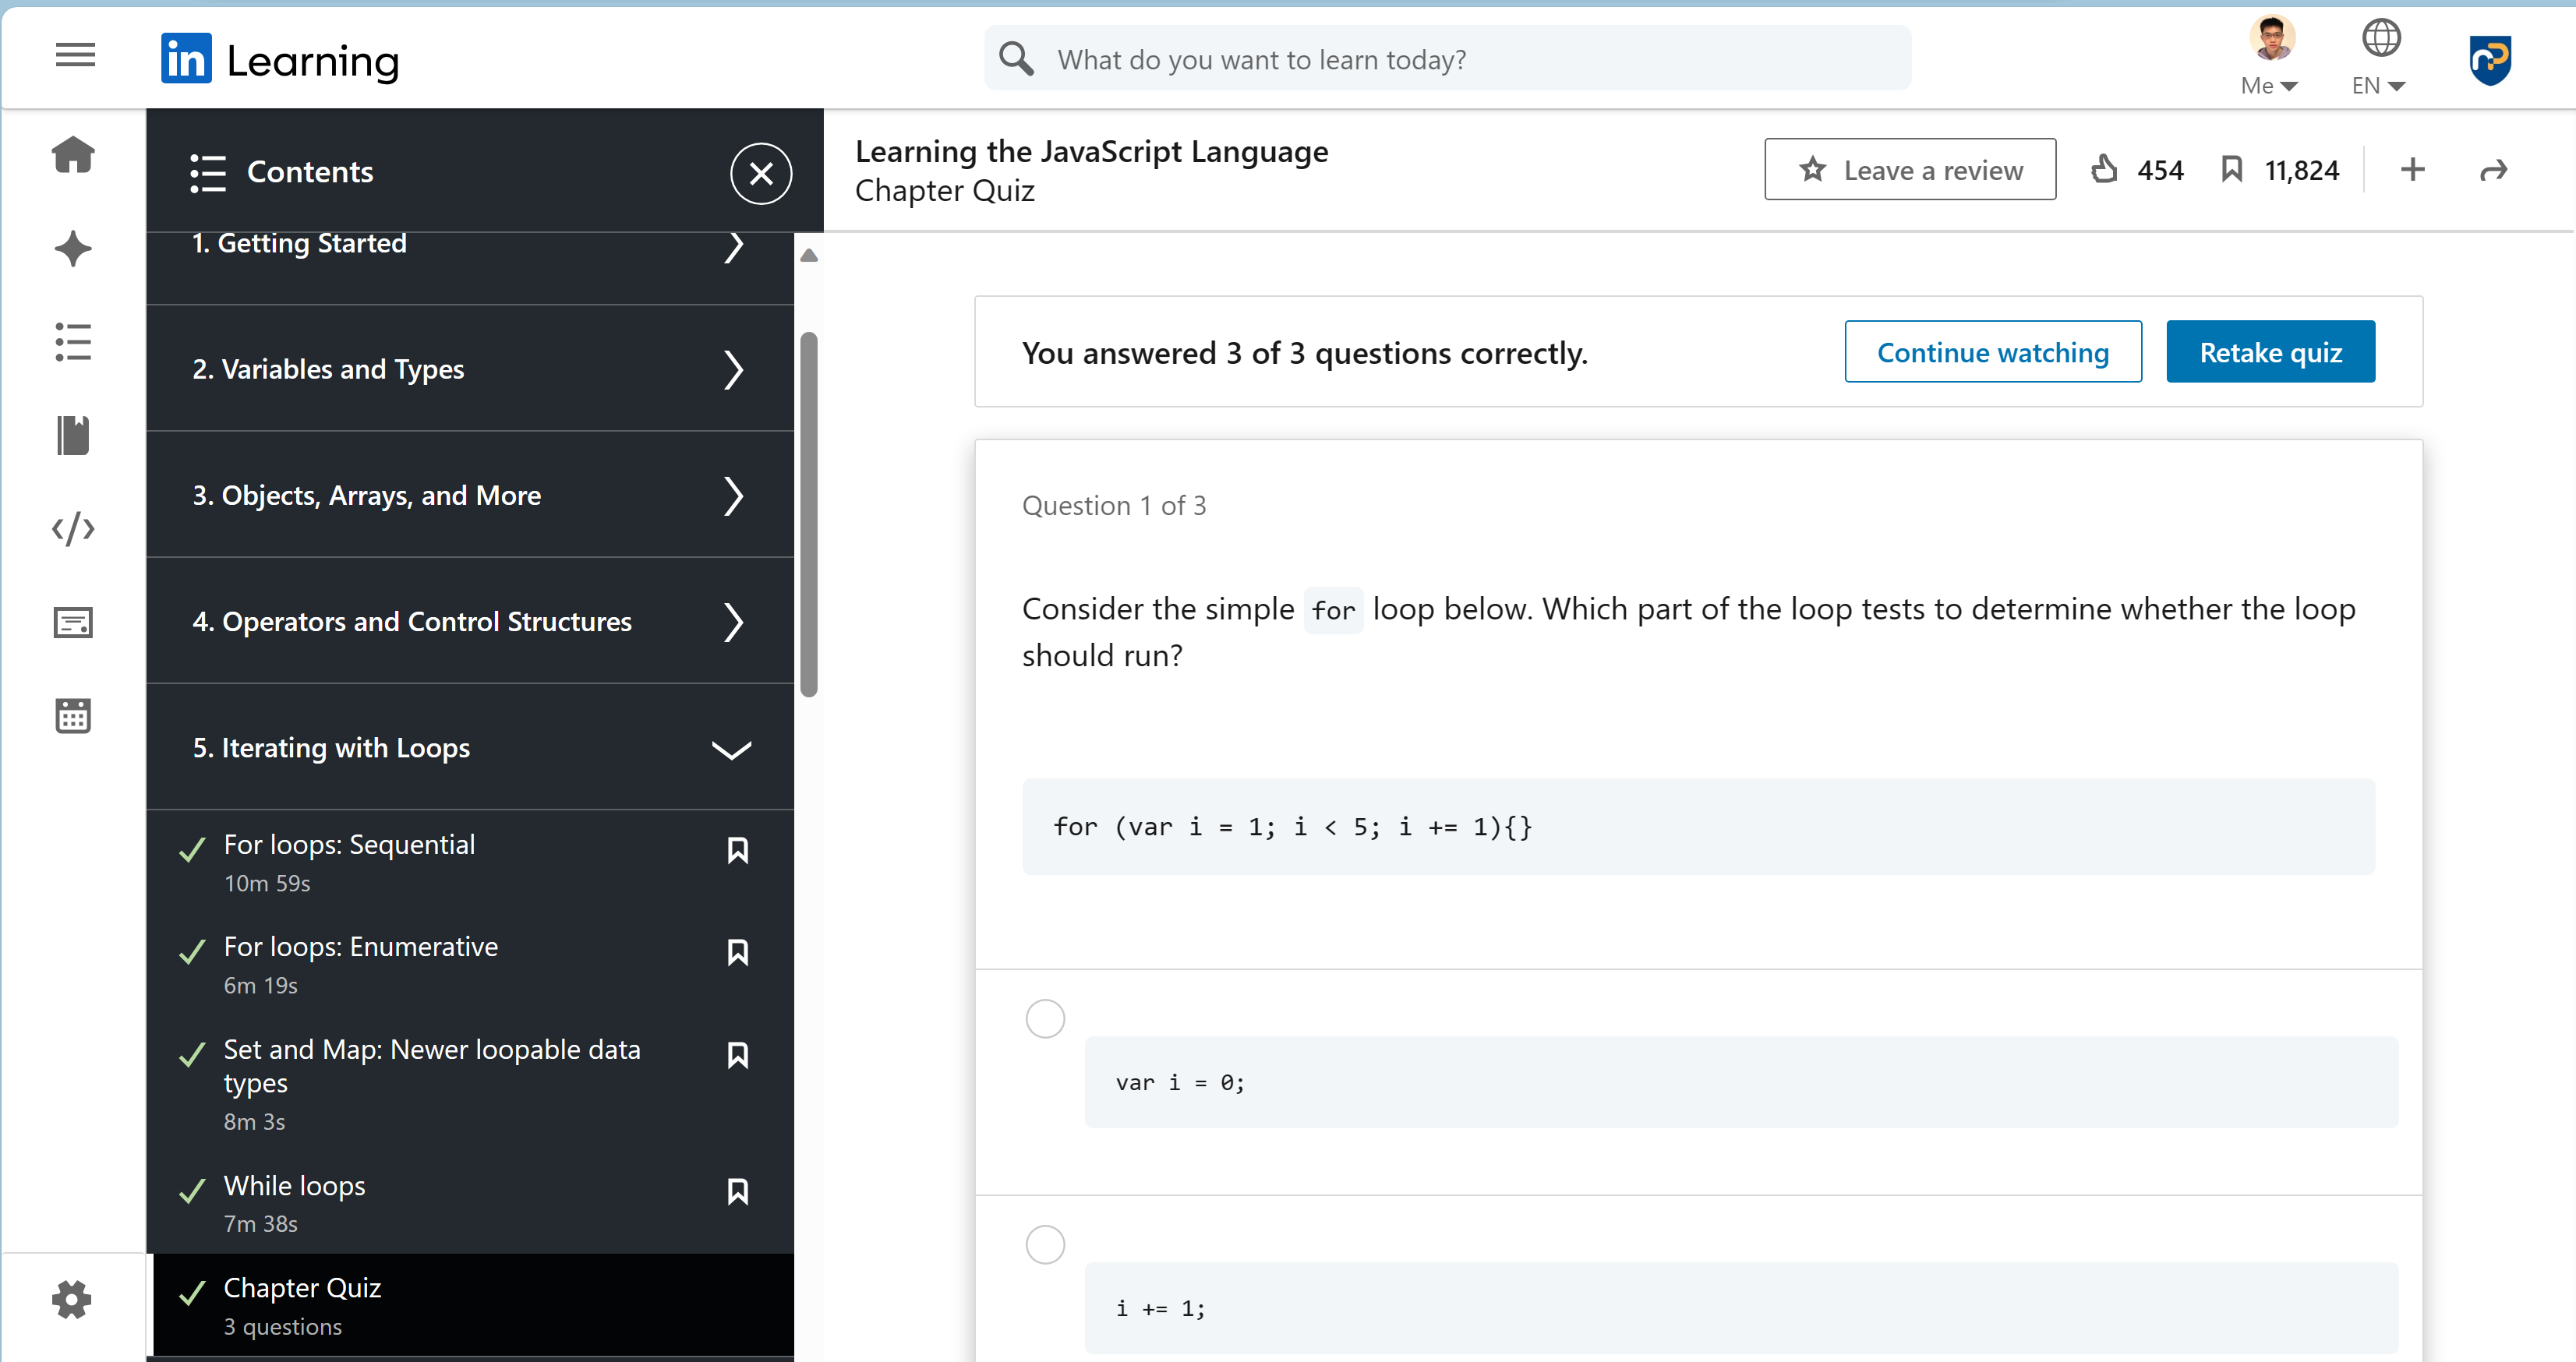 in Learning
What do you want to learn today?
Me
EN
Contents
1. Getting Started
2. Variables and Types
3. Objects, Arrays, and More
4. Operators and Control Structures
5. Iterating with Loops
For loops: Sequential
10m 59s
For loops: Enumerative
6m 19s
Set and Map: Newer loopable data
types
8m 3s
While loops
7m 38s
Chapter Quiz
3 questions
Learning the JavaScript Language
Chapter Quiz
Leave a review
454
11,824
You answered 3 of 3 questions correctly.
Continue watching
Retake quiz
Question 1 of 3
Consider the simple for loop below. Which part of the loop tests to determine whether the loop
should run?
for (var i = 1; i < 5; i += 1){}
var i = 0;
i += 1;